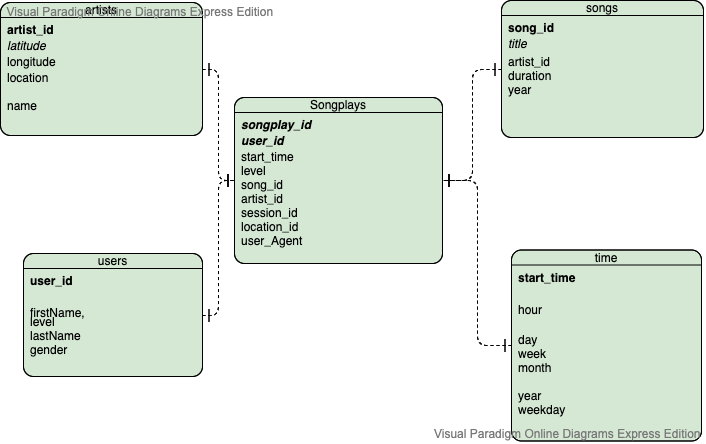 Visual Paradigm Online Diagrams Express Edition
artists
artist_id
latitude
longitude
location
name
songs
song_id
title
artist_id
duration
year
Songplays
songplay_id
user_id
start_time
level
song_id
artist_id
session_id
location_id
user_Agent
users
user_id
firstName,
level
lastName
gender
time
start_time
hour
day
week
month
year
weekday
Visual Paradigm Online Diagrams Express Edition